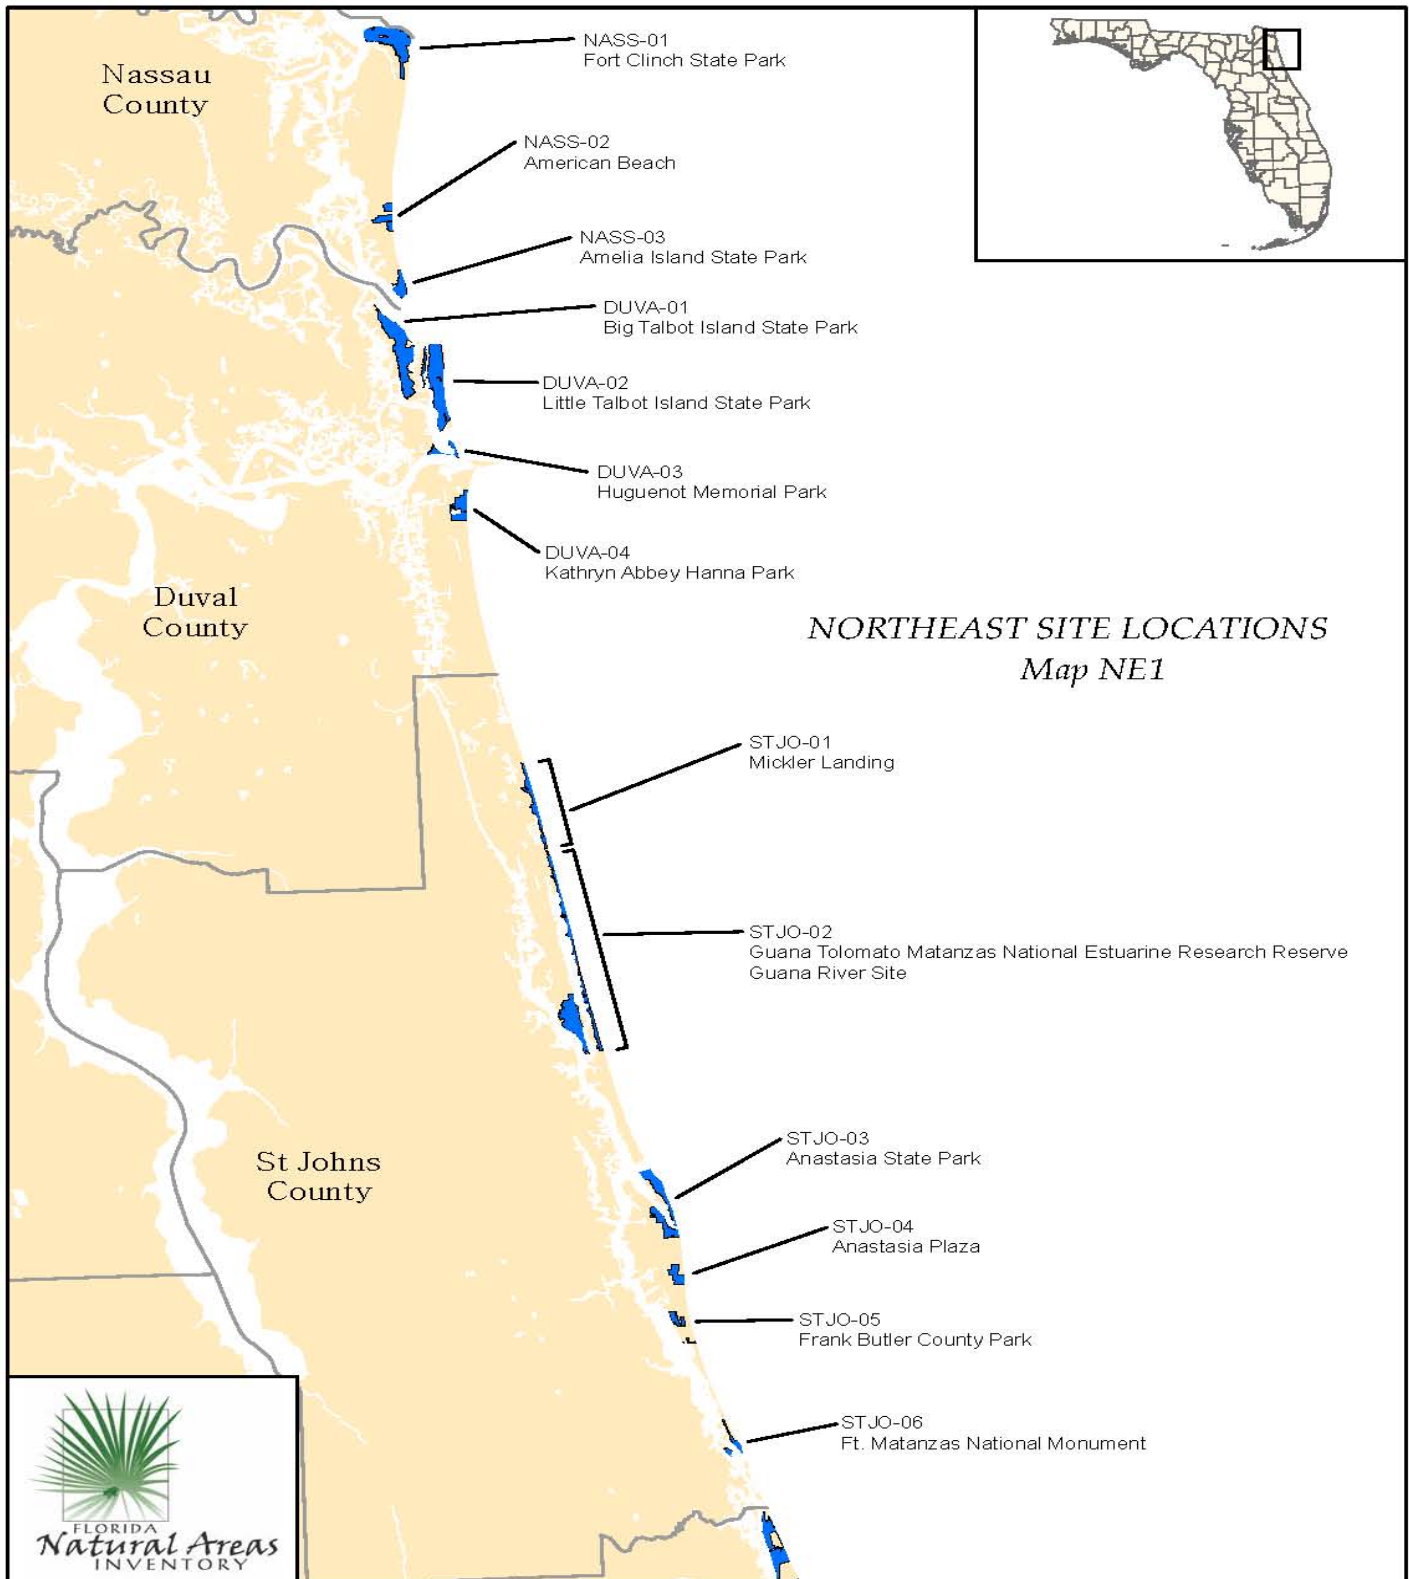 NASS-01
Fort Clinch State Park
Nassau
County
NASS-02
American Beach
NASS-03
Amelia Island State Park
DUVA-01
Big Talbot Island State Park
DUVA-02
Little Talbot Island State Park
DUVA-03
Huguenot Memorial Park
DUVA-04
Kathryn Abbey Hanna Park
Duval
County
NORTHEAST SITE LOCATIONS
Map NE1
STJO-01
Mickler Landing
STJO-02
Guana Tolomato Matanzas National Estuarine Research Reserve
Guana River Site
STJO-03
Anastasia State Park
St Johns
County
STJO-04
Anastasia Plaza
STJO-05
Frank Butler County Park
STJO-06
Ft. Matanzas National Monument
FLORIDA
Natural Areas
INVENTORY